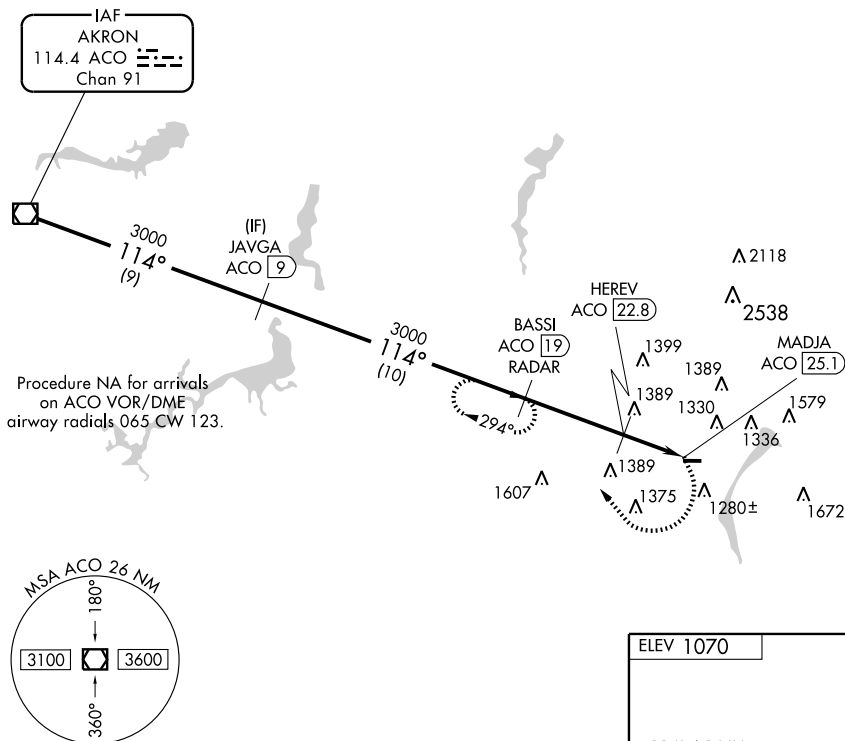 IAF
AKRON
114.4 ACO
Chan 91
3000
114°
(9)
(IF)
JAVGA
ACO 9
3000
114°
(10)
BASSI
ACO 19
RADAR
HEREV
ACO 22.8
2118
2538
MADJA
ACO 25.1
1399
1389
1389
1330
1579
1336
294°
1389
1607
1375
1280±
1672
Procedure NA for arrivals
on ACO VOR/DME
airway radials 065 CW 123.
MSA ACO 26 NM
180°
3100
3600
360°
ELEV 1070